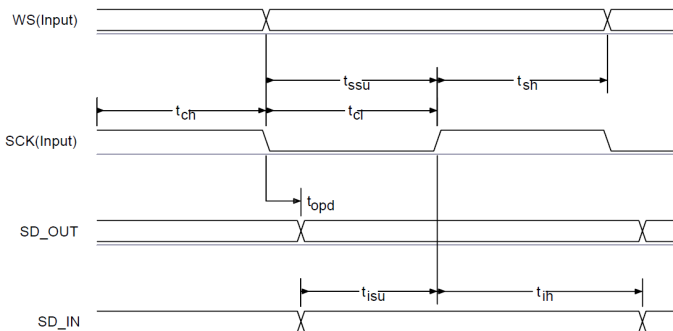 WS(Input)
tssu
tsh
tch
tcl
SCK(Input)
topd
SD_OUT
tisu
tih
SD_IN